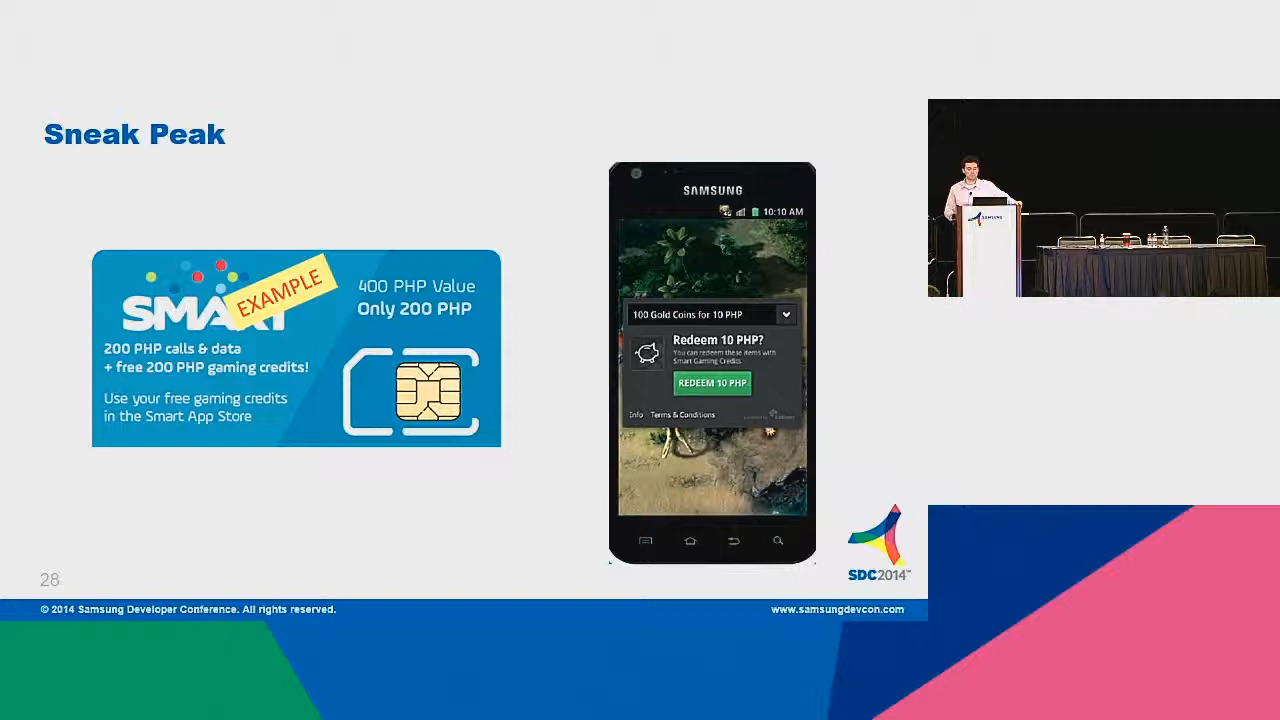 Sneak Peak
SMART
EXAMPLE
400 PHP Value
Only 200 PHP
200 PHP calls & data
+ free 200 PHP gaming credits!
Use your free gaming credits
in the Smart App Store
SAMSUNG
10:10 AM
100 Gold Coins for 10 PHP
Redeem 10 PHP?
You can redeem these items with
Smart Gaming Credits
REDEEM 10 PHP
Info Terms & Conditions
SAMSUNG
SDC2014™
28
© 2014 Samsung Developer Conference. All rights reserved.
www.samsungdevcon.com